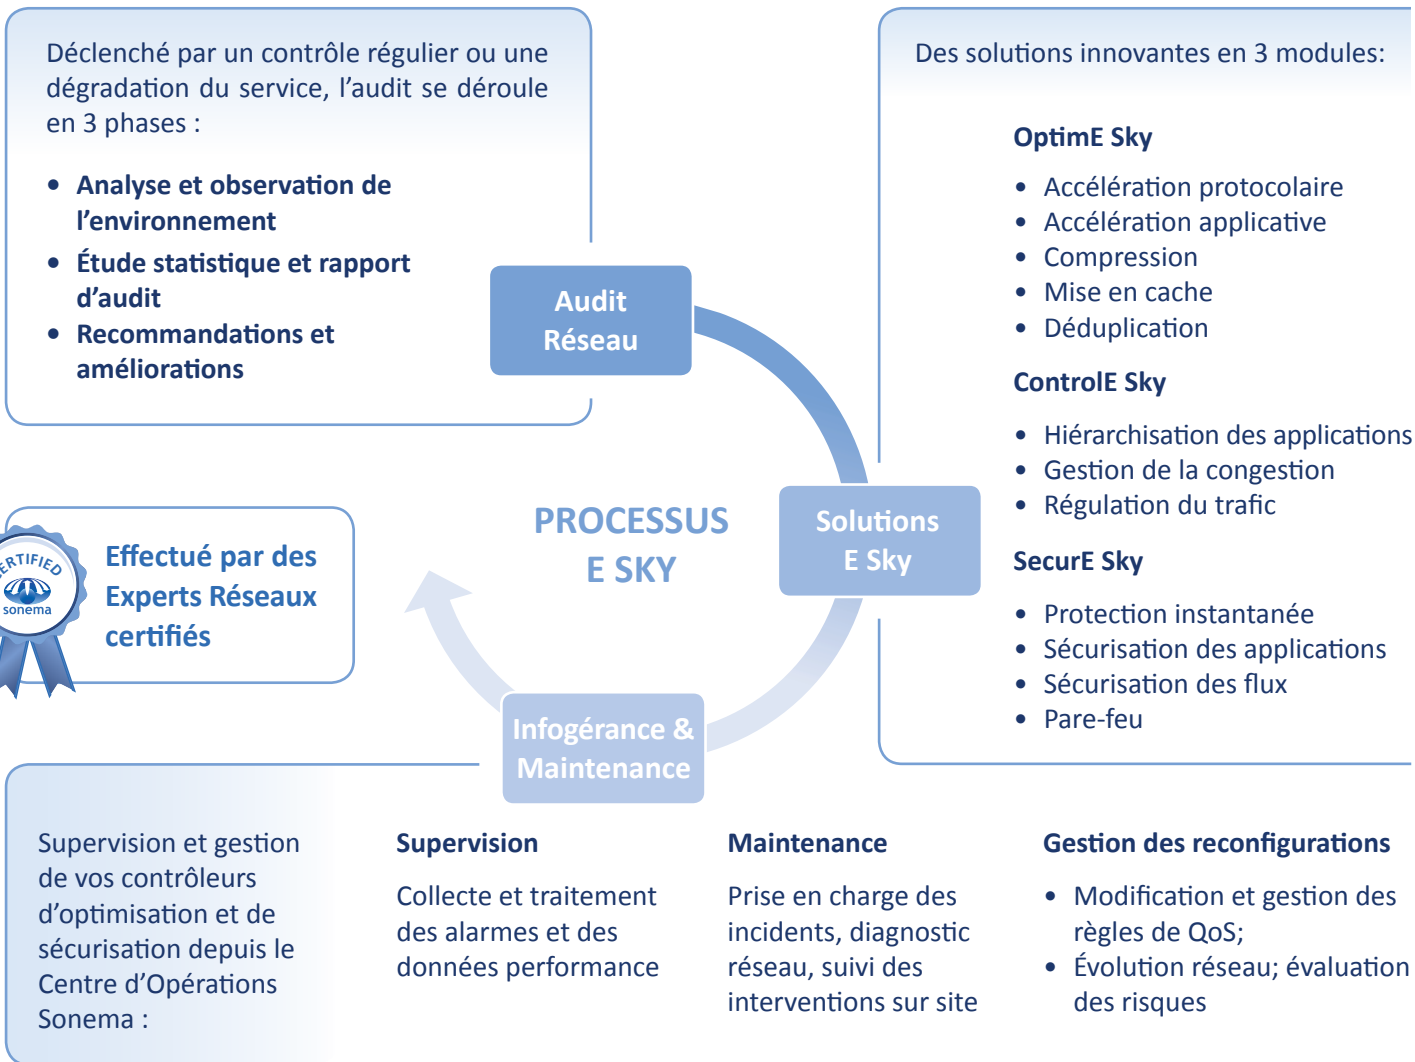 Déclenché par un contrôle régulier ou une
dégradation du service, l'audit se déroule
en 3 phases :
• Analyse et observation de
l'environnement
• Étude statistique et rapport
d'audit
• Recommandations et
améliorations
Audit
Réseau
Des solutions innovantes en 3 modules:
OptimE Sky
• Accélération protocolaire
• Accélération applicative
• Compression
• Mise en cache
• Déduplication
ControlE Sky
• Hiérarchisation des applications
• Gestion de la congestion
• Régulation du trafic
SecurE Sky
• Protection instantanée
• Sécurisation des applications
• Sécurisation des flux
• Pare-feu
PROCESSUS
E SKY
Solutions
E Sky
CERTIFIED
sonema
Effectué par des
Experts Réseaux
certifiés
Infogérance &
Maintenance
Supervision et gestion
de vos contrôleurs
d'optimisation et de
sécurisation depuis le
Centre d'Opérations
Sonema :
Supervision
Collecte et traitement
des alarmes et des
données performance
Maintenance
Prise en charge des
incidents, diagnostic
réseau, suivi des
interventions sur site
Gestion des reconfigurations
• Modification et gestion des
règles de QoS;
• Évolution réseau; évaluation
des risques